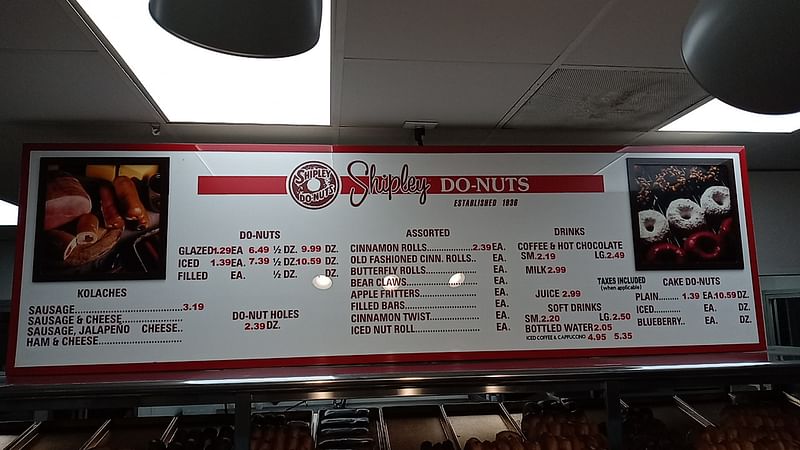 SHIPLEY DO-NUTS
Shipley DO-NUTS
ESTABLISHED 1936
DO-NUTS
GLAZED 1.29 EA 6.49 ½ DZ. 9.99 DZ.
ICED 1.39 EA. 7.39 ½ DZ. 10.59 DZ.
FILLED EA. ½ DZ. DZ.
KOLACHES
SAUSAGE............................3.19
SAUSAGE & CHEESE................
SAUSAGE, JALAPEÑO CHEESE..
HAM & CHEESE.......................
DO-NUT HOLES
2.39 DZ.
ASSORTED
CINNAMON ROLLS..............2.39 EA.
OLD FASHIONED CINN. ROLLS.. EA.
BUTTERFLY ROLLS.............. EA.
BEAR CLAWS.................... EA.
APPLE FRITTERS................ EA.
FILLED BARS..................... EA.
CINNAMON TWIST............... EA.
ICED NUT ROLL.................. EA.
DRINKS
COFFEE & HOT CHOCOLATE
SM. 2.19 LG. 2.49
MILK 2.99
JUICE 2.99
TAXES INCLUDED
(when applicable)
SOFT DRINKS
SM. 2.20 LG. 2.50
BOTTLED WATER 2.05
ICED COFFEE & CAPPUCINO 4.95 5.35
CAKE DO-NUTS
PLAIN........ 1.39 EA. 10.59 DZ.
ICED.......... EA. DZ.
BLUEBERRY.. EA. DZ.